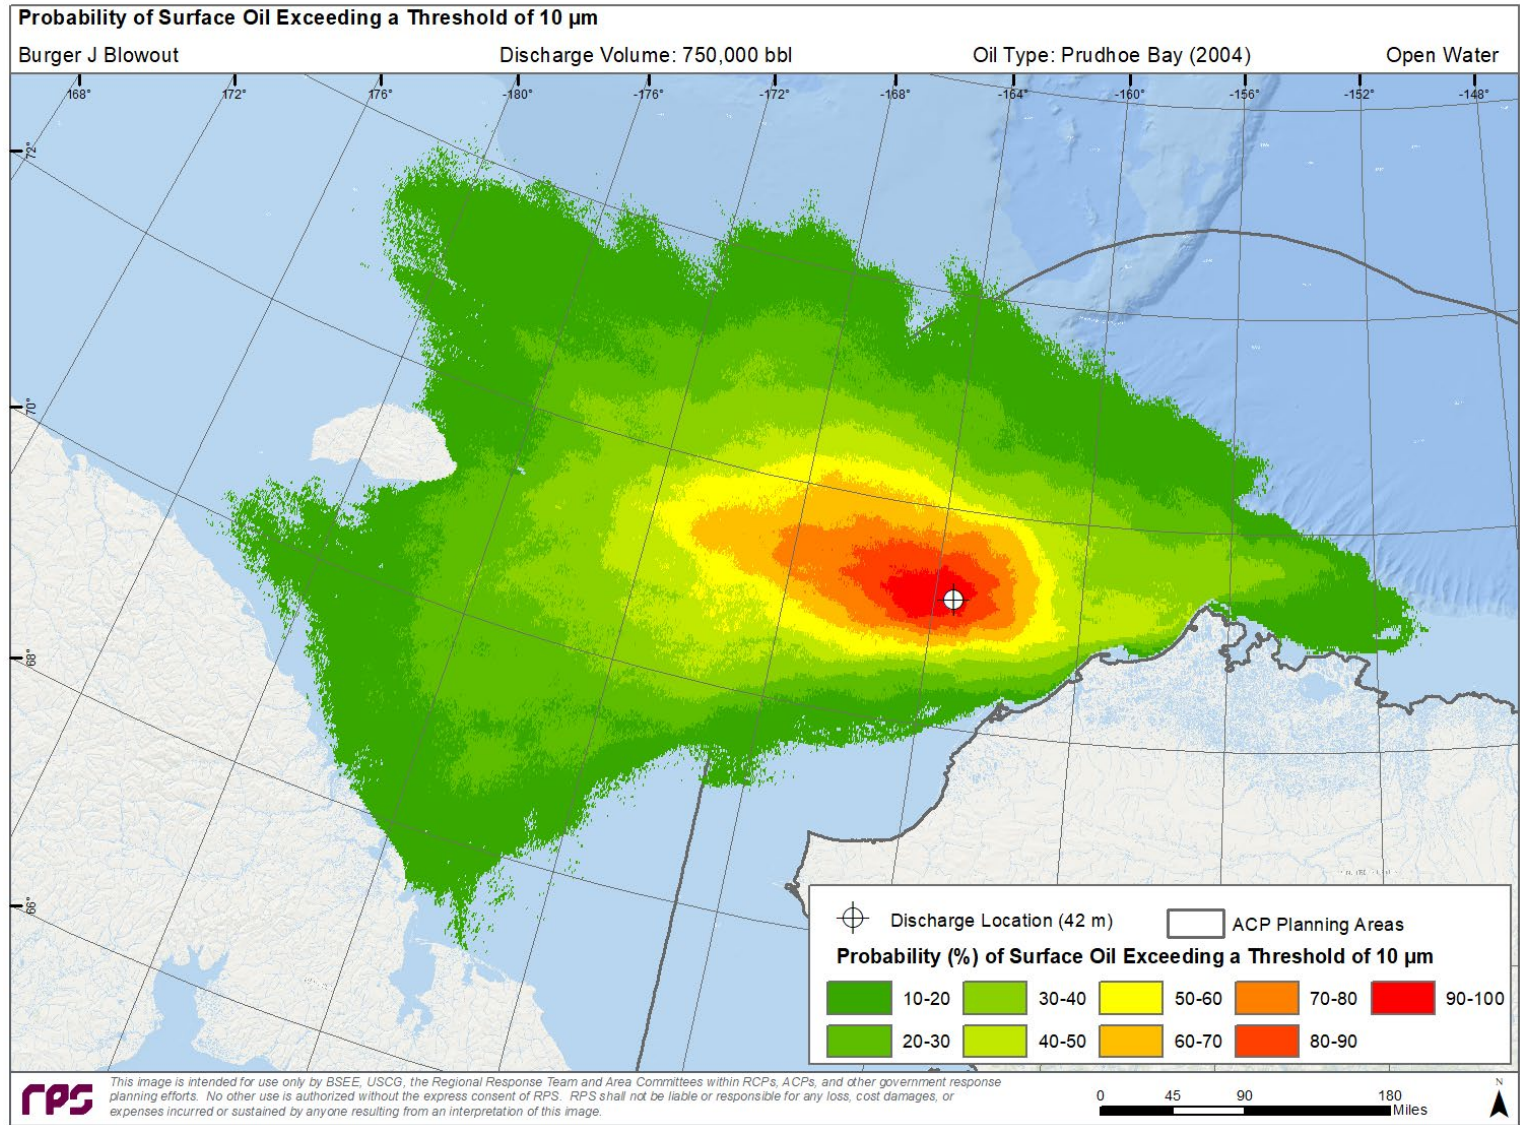 Probability of Surface Oil Exceeding a Threshold of 10 µm
Burger J Blowout Discharge Volume: 750,000 bbl Oil Type: Prudhoe Bay (2004) Open Water
168° 172° 176° -180° -176° -172° -168° -164° -160° -156° -152° -148°
72°
70°
68°
66°
Discharge Location (42 m) ACP Planning Areas
Probability (%) of Surface Oil Exceeding a Threshold of 10 µm
10-20 30-40 50-60 70-80 90-100
20-30 40-50 60-70 80-90
rps
This image is intended for use only by BSEE, USCG, the Regional Response Team and Area Committees within RCPs, ACPs, and other government response
planning efforts. No other use is authorized without the express consent of RPS. RPS shall not be liable or responsible for any loss, cost damages, or
expenses incurred or sustained by anyone resulting from an interpretation of this image.
0 45 90 180
Miles
N